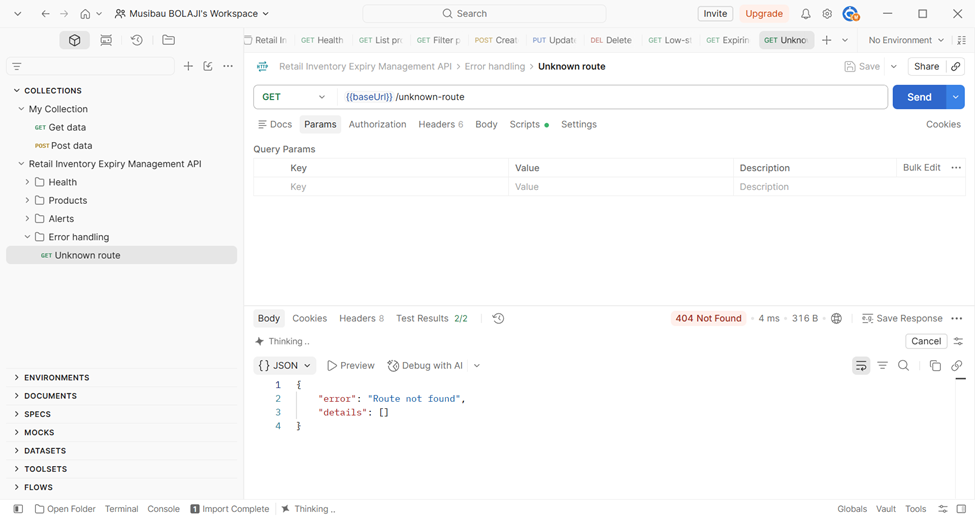 Musibau BOLAJI's Workspace
Search
Invite
Upgrade
Retail In
GET Health
GET List pro
GET Filter p
POST Creat
PUT Update
DEL Delete
GET Low-st
GET Expirin
GET Unkno
No Environment
Retail Inventory Expiry Management API > Error handling > Unknown route
Save
Share
GET
{{baseUrl}} /unknown-route
Send
Docs
Params
Authorization
Headers 6
Body
Scripts
Settings
Cookies
Query Params
Key
Value
Description
Bulk Edit
Key
Value
Description
COLLECTIONS
My Collection
GET Get data
POST Post data
Retail Inventory Expiry Management API
Health
Products
Alerts
Error handling
GET Unknown route
ENVIRONMENTS
DOCUMENTS
SPECS
MOCKS
DATASETS
TOOLSETS
FLOWS
Body
Cookies
Headers 8
Test Results 2/2
404 Not Found
4 ms
316 B
Save Response
Thinking ..
Cancel
{} JSON
Preview
Debug with AI
1 {
2 "error": "Route not found",
3 "details": []
4 }
Open Folder
Terminal
Console
1 Import Complete
Thinking ..
Globals
Vault
Tools